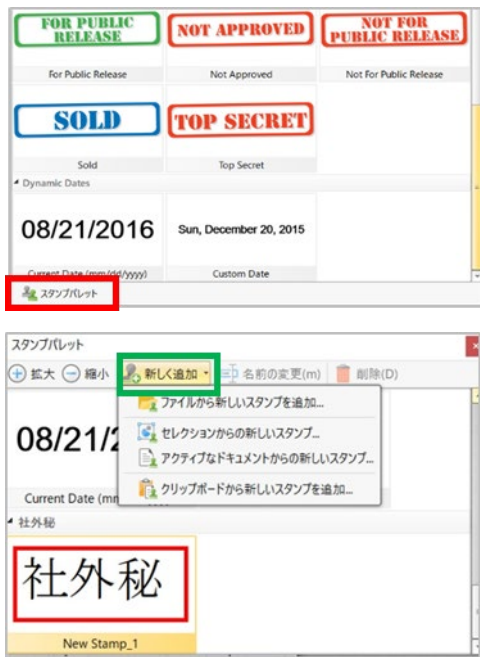 FOR PUBLIC
RELEASE
NOT APPROVED
NOT FOR
PUBLIC RELEASE
For Public Release
Not Approved
Not For Public Release
SOLD
TOP SECRET
Sold
Top Secret
Dynamic Dates
08/21/2016
Sun, December 20, 2015
Current Date (mm/dd/yyyy)
Custom Date
スタンプパレット
スタンプパレット
拡大 縮小 新しく追加 名前の変更(m) 削除(D)
ファイルから新しいスタンプを追加...
セレクションからの新しいスタンプ...
アクティブなドキュメントからの新しいスタンプ...
クリップボードから新しいスタンプを追加...
08/21/2
Current Date (mm
社外秘
社外秘
New Stamp_1